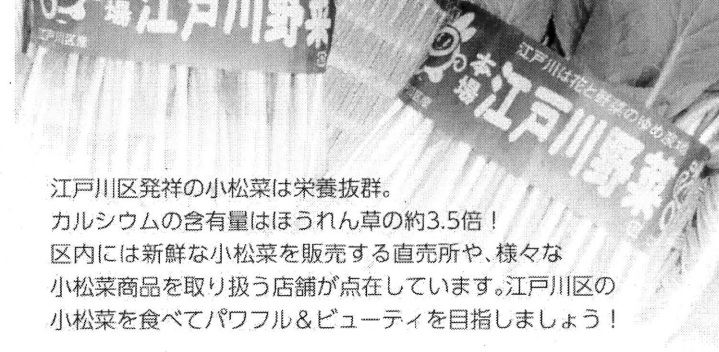 本場 江戸川野菜
江戸川区産
江戸川は花と野菜のゆめ産地
本場 江戸川野菜
江戸川区発祥の小松菜は栄養抜群。
カルシウムの含有量はほうれん草の約3.5倍！
区内には新鮮な小松菜を販売する直売所や、様々な
小松菜商品を取り扱う店舗が点在しています。江戸川区の
小松菜を食べてパワフル＆ビューティを目指しましょう！